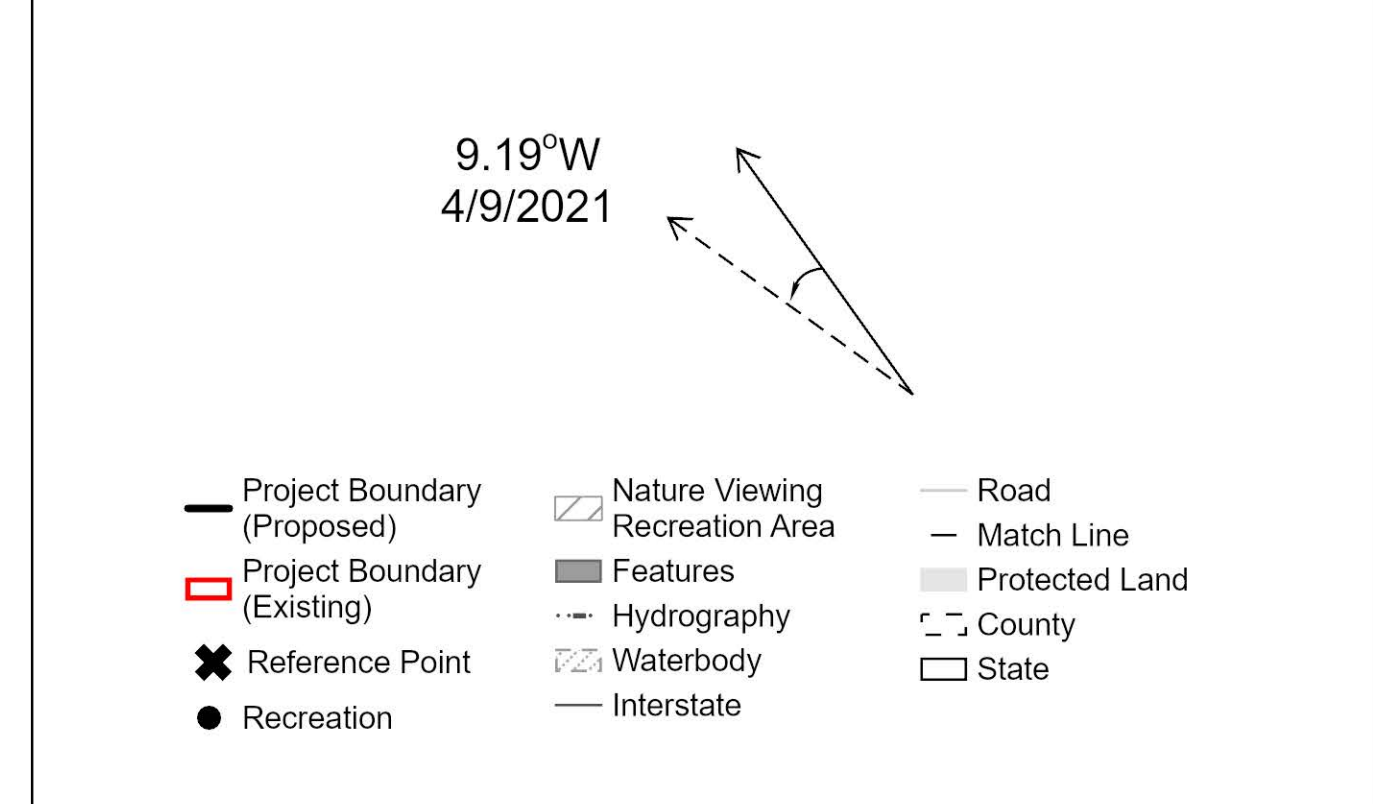 9.19°W
4/9/2021
Project Boundary
(Proposed)
Project Boundary
(Existing)
Reference Point
Recreation
Nature Viewing
Recreation Area
Features
Hydrography
Waterbody
Interstate
Road
Match Line
Protected Land
County
State